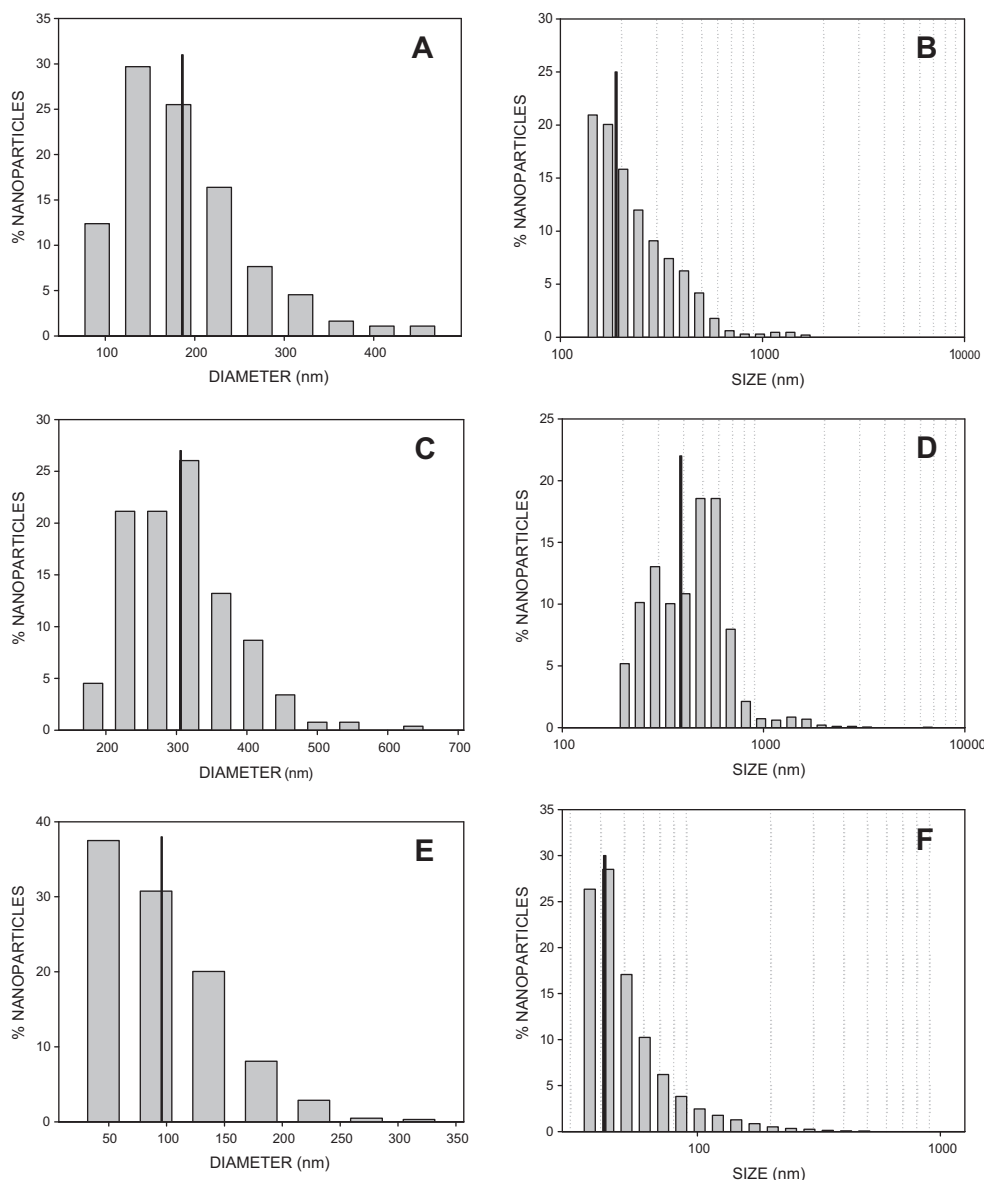 A
% NANOPARTICLES
35
30
25
20
15
10
5
0
100 200 300 400
DIAMETER (nm)
B
% NANOPARTICLES
30
25
20
15
10
5
0
100 1000 10000
SIZE (nm)
C
% NANOPARTICLES
30
25
20
15
10
5
0
200 300 400 500 600 700
DIAMETER (nm)
D
% NANOPARTICLES
25
20
15
10
5
0
100 1000 10000
SIZE (nm)
E
% NANOPARTICLES
40
30
20
10
0
50 100 150 200 250 300 350
DIAMETER (nm)
F
% NANOPARTICLES
35
30
25
20
15
10
5
0
100 1000
SIZE (nm)